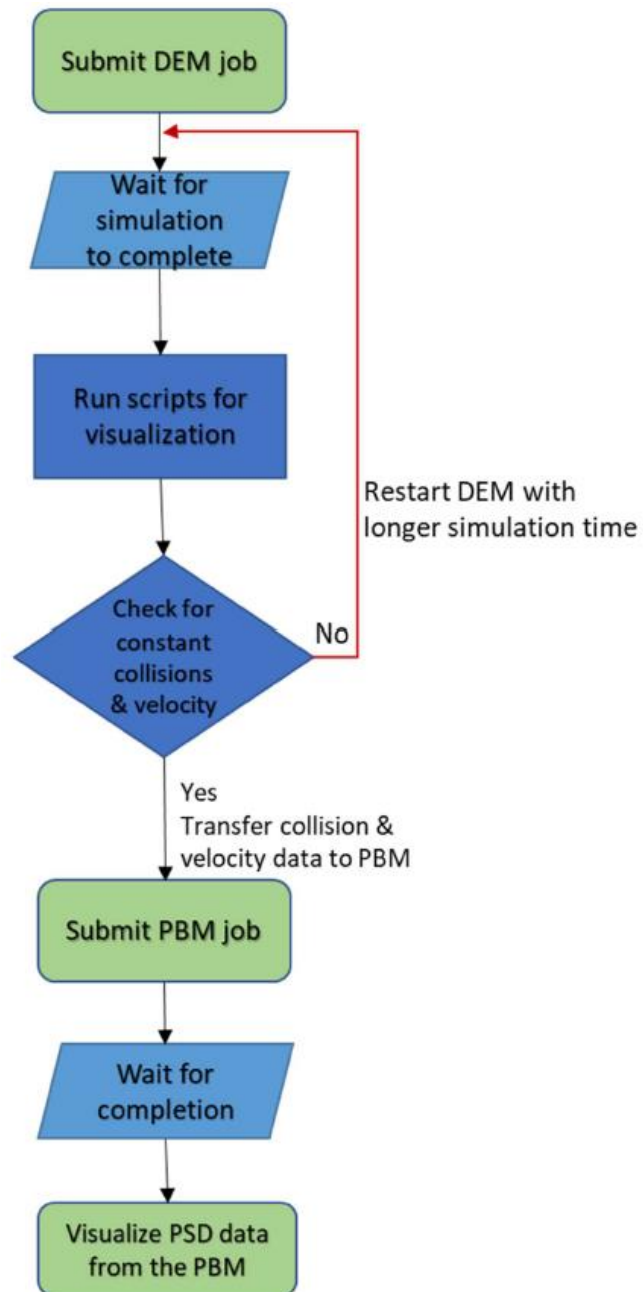 Submit DEM job
Wait for
simulation
to complete
Run scripts for
visualization
Restart DEM with
longer simulation time
Check for
constant
collisions
& velocity
No
Yes
Transfer collision &
velocity data to PBM
Submit PBM job
Wait for
completion
Visualize PSD data
from the PBM